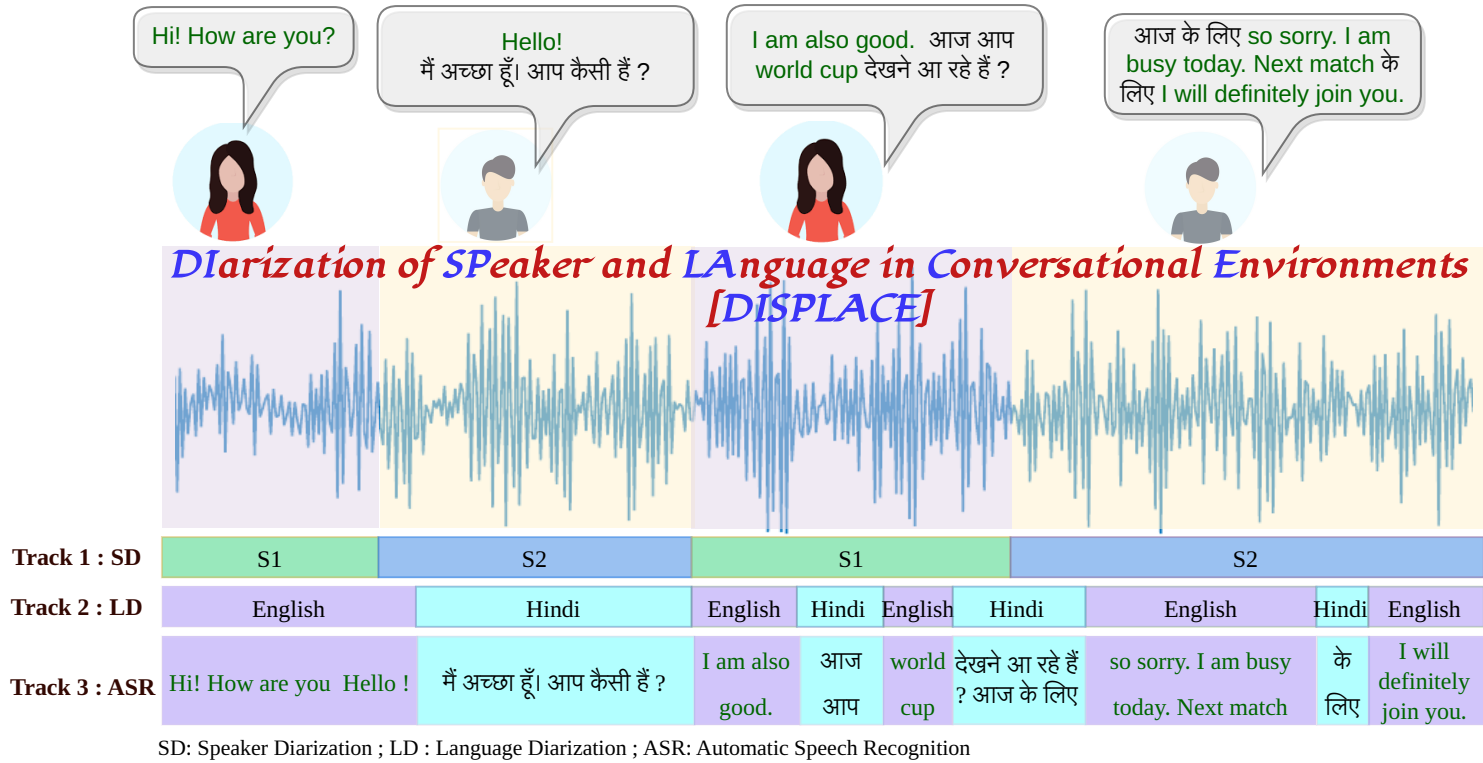 Hi! How are you?
Hello!
मैं अच्छा हूँ। आप कैसी हैं ?
I am also good. आज आप
world cup देखने आ रहे हैं ?
आज के लिए so sorry. I am
busy today. Next match के
लिए I will definitely join you.
DIarization of SPeaker and LAnguage in Conversational Environments
[DISPLACE]
Track 1 : SD
S1
S2
S1
S2
Track 2 : LD
English
Hindi
English
Hindi
English
Hindi
English
Hindi
English
Track 3 : ASR
Hi! How are you Hello !
मैं अच्छा हूँ। आप कैसी हैं ?
I am also
good.
आज
आप
world
cup
देखने आ रहे हैं
? आज के लिए
so sorry. I am busy
today. Next match
के
लिए
I will
definitely
join you.
SD: Speaker Diarization ; LD : Language Diarization ; ASR: Automatic Speech Recognition